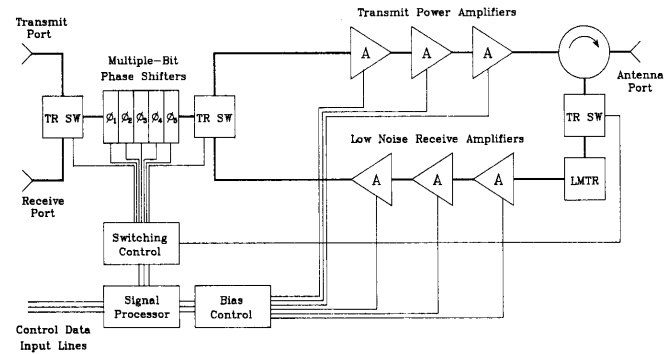 Transmit
Port
Multiple-Bit
Phase Shifters
Transmit Power Amplifiers
A
A
A
Antenna
Port
TR SW
ϕ1
ϕ2
ϕ3
ϕ4
ϕ5
TR SW
TR SW
Low Noise Receive Amplifiers
A
A
A
LMTR
Receive
Port
Switching
Control
Signal
Processor
Bias
Control
Control Data
Input Lines